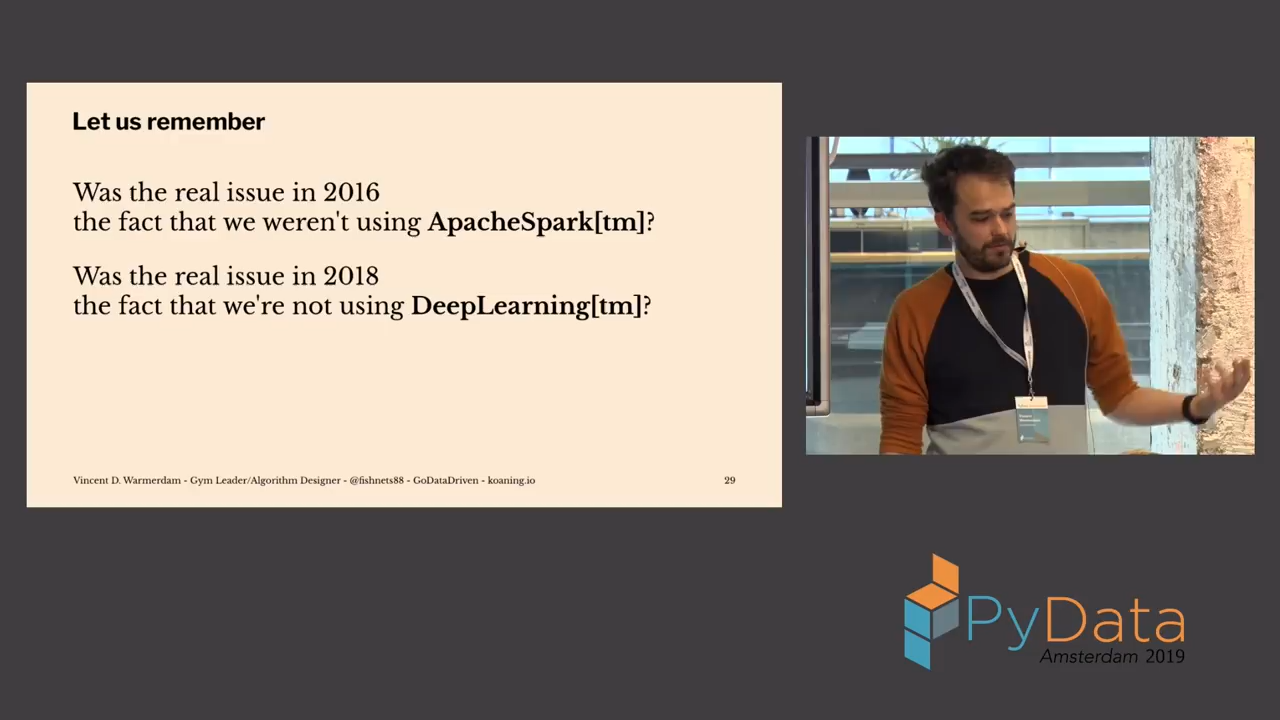 Let us remember
Was the real issue in 2016
the fact that we weren't using ApacheSpark[tm]?
Was the real issue in 2018
the fact that we're not using DeepLearning[tm]?
Vincent D. Warmerdam - Gym Leader/Algorithm Designer - @fishnets88 - GoDataDriven - koaning.io
29
PyData
Amsterdam 2019